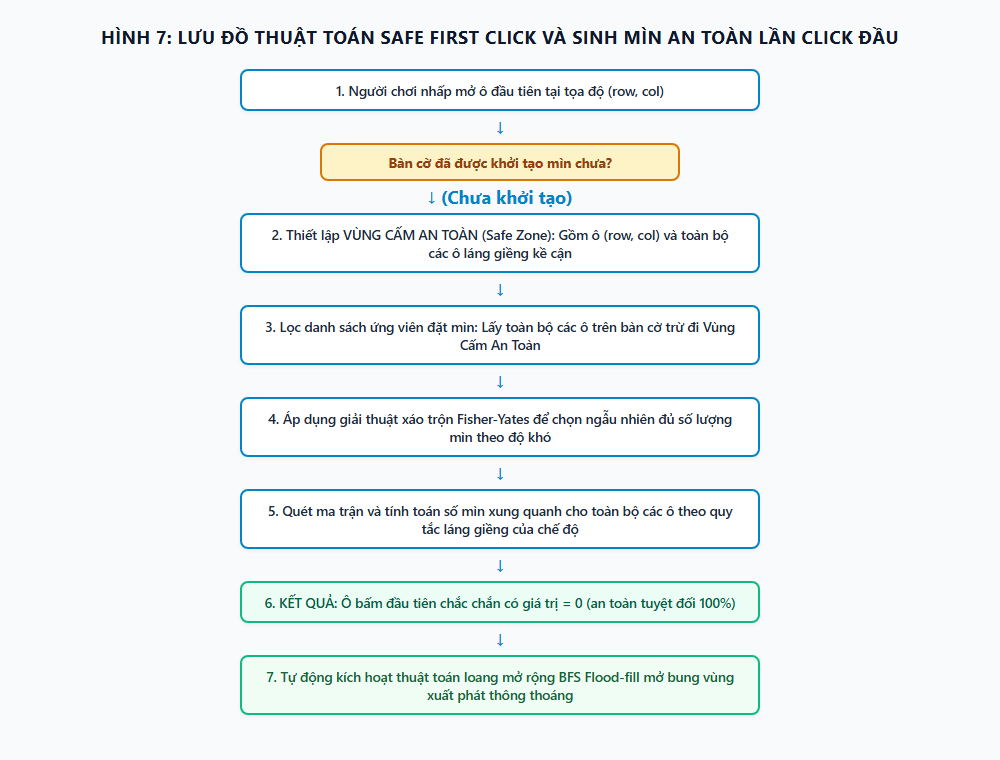 HÌNH 7: LƯU ĐỒ THUẬT TOÁN SAFE FIRST CLICK VÀ SINH MÌN AN TOÀN LẦN CLICK ĐẦU
1. Người chơi nhấp mở ô đầu tiên tại tọa độ (row, col)
↓
Bàn cờ đã được khởi tạo mìn chưa?
↓ (Chưa khởi tạo)
2. Thiết lập VÙNG CẤM AN TOÀN (Safe Zone): Gồm ô (row, col) và toàn bộ
các ô láng giềng kề cận
↓
3. Lọc danh sách ứng viên đặt mìn: Lấy toàn bộ các ô trên bàn cờ trừ đi Vùng
Cấm An Toàn
↓
4. Áp dụng giải thuật xáo trộn Fisher-Yates để chọn ngẫu nhiên đủ số lượng
mìn theo độ khó
↓
5. Quét ma trận và tính toán số mìn xung quanh cho toàn bộ các ô theo quy
tắc láng giềng của chế độ
↓
6. KẾT QUẢ: Ô bấm đầu tiên chắc chắn có giá trị = 0 (an toàn tuyệt đối 100%)
↓
7. Tự động kích hoạt thuật toán loang mở rộng BFS Flood-fill mở bung vùng
xuất phát thông thoáng